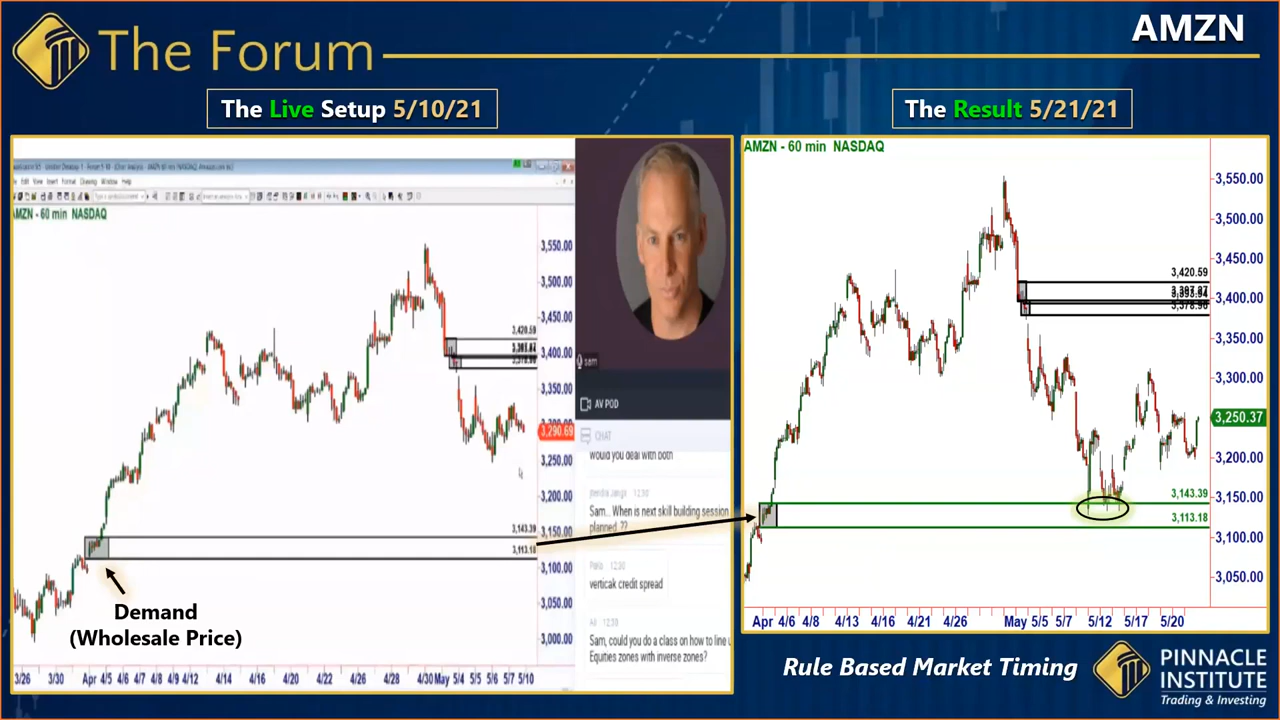 The Forum
AMZN
The Live Setup 5/10/21
The Result 5/21/21
AMZN - 60 min NASDAQ
3,550.00
3,500.00
3,450.00
3,420.59
3,400.00
3,350.00
3,290.69
3,250.00
3,200.00
3,143.39
3,150.00
3,113.18
3,100.00
3,050.00
3,000.00
Demand
(Wholesale Price)
3/26 3/30 Apr 4/5 4/6 4/7 4/8 4/9 4/12 4/14 4/16 4/20 4/22 4/26 4/28 4/30 May 5/4 5/5 5/6 5/7 5/10
sam
AV POD
CHAT
would you deal with both
12:30
Sam... When is next skill building session
planned ??
12:30
verticak credit spread
Ali 12:30
Sam, could you do a class on how to line u
Equities zones with inverse zones?
AMZN - 60 min NASDAQ
3,550.00
3,500.00
3,450.00
3,420.59
3,400.00
3,378.96
3,350.00
3,300.00
3,250.37
3,200.00
3,143.39
3,150.00
3,113.18
3,100.00
3,050.00
Apr 4/6 4/8 4/13 4/16 4/21 4/26 May 5/5 5/7 5/12 5/17 5/20
Rule Based Market Timing
PINNACLE
INSTITUTE
Trading & Investing